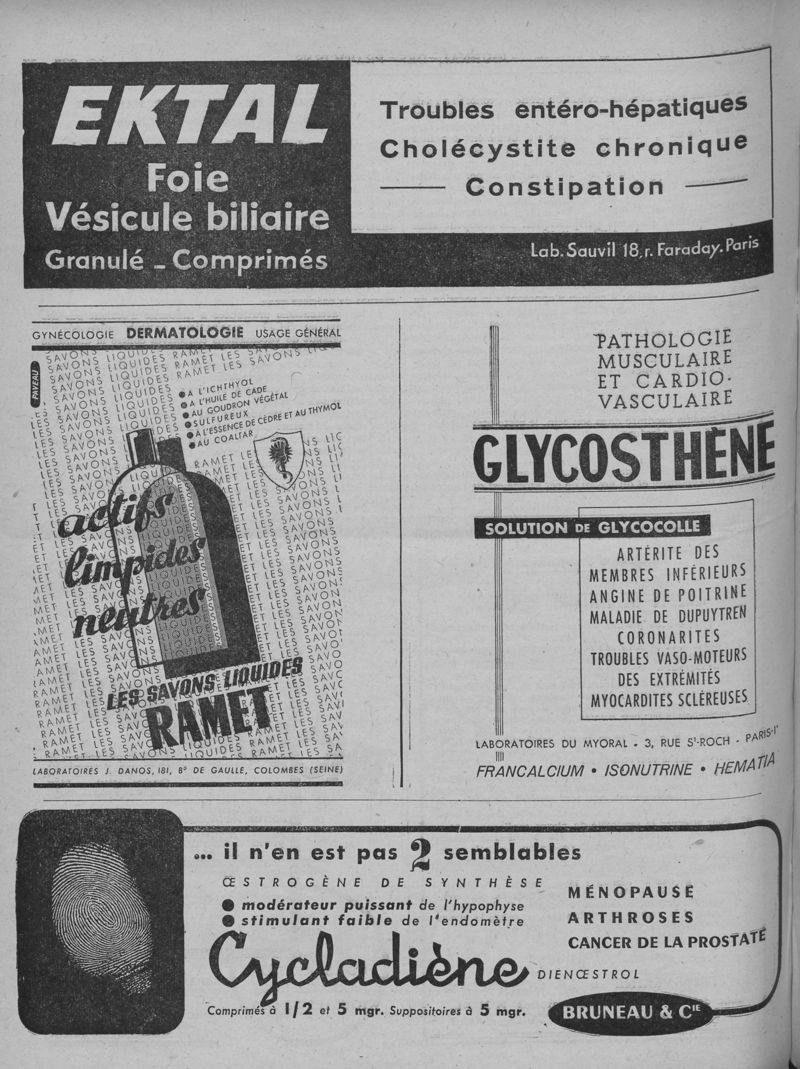 EKTAL
Foie
Vésicule biliaire
Granulé - Comprimés
Troubles entéro-hépatiques
Cholécystite chronique
Constipation
Lab. Sauvil 18, r. Faraday. Paris
GYNÉCOLOGIE DERMATOLOGIE USAGE GÉNÉRAL
PAVEAU
A L'ICHTHYOL
A L'HUILE DE CADE
AU GOUDRON VÉGÉTAL
SULFUREUX
A L'ESSENCE DE CÈDRE ET AU THYMOL
AU COALTAR
actifs
limpides
neutres
LES SAVONS LIQUIDES
RAMET
LABORATOIRES J. DANOS, 181, Bd DE GAULLE, COLOMBES (SEINE)
PATHOLOGIE
MUSCULAIRE
ET CARDIO-
VASCULAIRE
GLYCOSTHÈNE
SOLUTION DE GLYCOCOLLE
ARTÉRITE DES
MEMBRES INFÉRIEURS
ANGINE DE POITRINE
MALADIE DE DUPUYTREN
CORONARITES
TROUBLES VASO-MOTEURS
DES EXTRÉMITÉS
MYOCARDITES SCLÉREUSES
LABORATOIRES DU MYORAL - 3, RUE St-ROCH - PARIS-1r
FRANCALCIUM • ISONUTRINE • HEMATIA
... il n'en est pas 2 semblables
ŒSTROGÈNE DE SYNTHÈSE
modérateur puissant de l'hypophyse
stimulant faible de l'endomètre
Cycladiène DIENŒSTROL
Comprimés à 1/2 et 5 mgr. Suppositoires à 5 mgr.
MÉNOPAUSE
ARTHROSES
CANCER DE LA PROSTATE
BRUNEAU & CIE